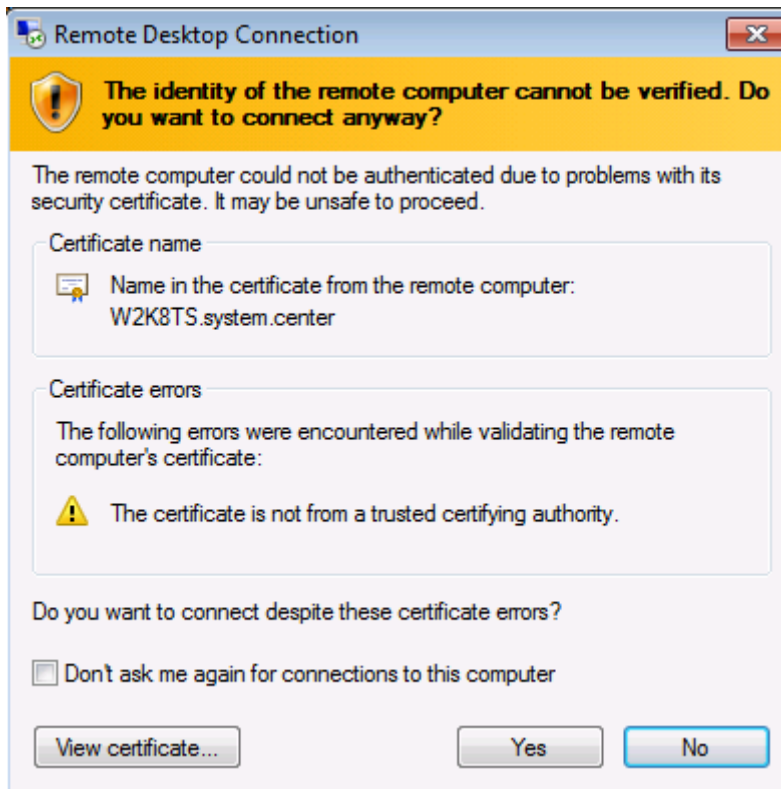 Remote Desktop Connection
The identity of the remote computer cannot be verified. Do
you want to connect anyway?
The remote computer could not be authenticated due to problems with its
security certificate. It may be unsafe to proceed.
Certificate name
Name in the certificate from the remote computer:
W2K8TS.system.center
Certificate errors
The following errors were encountered while validating the remote
computer's certificate:
The certificate is not from a trusted certifying authority.
Do you want to connect despite these certificate errors?
Don't ask me again for connections to this computer
View certificate...
Yes
No